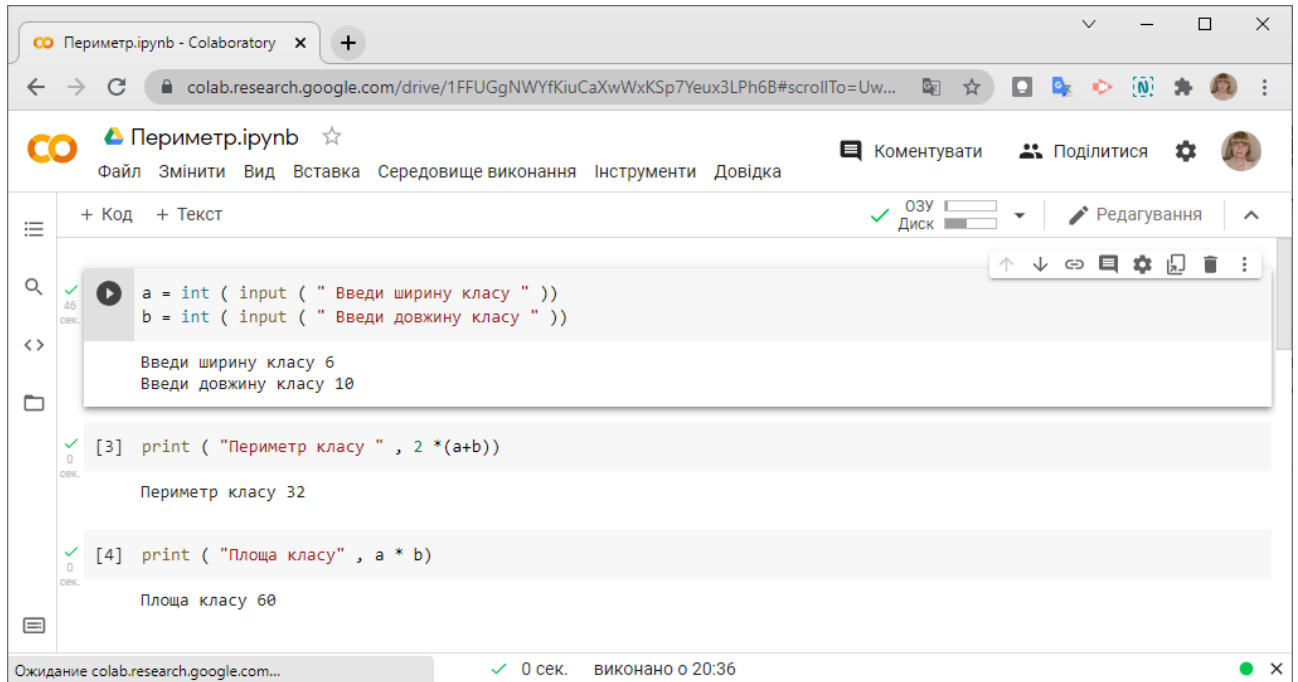 Периметр.ipynb - Colaboratory
colab.research.google.com/drive/1FFUGgNWYfKiuCaXwWxKSp7Yeux3LPh6B#scrollTo=Uw...
CO Периметр.ipynb
Коментувати Поділитися
Файл Змінити Вид Вставка Середовище виконання Інструменти Довідка
+ Код + Текст ОЗУ
Диск Редагування
a = int ( input ( " Введи ширину класу " ))
46
сек.
b = int ( input ( " Введи довжину класу " ))
Введи ширину класу 6
Введи довжину класу 10
[3] print ( "Периметр класу " , 2 *(a+b))
0
сек.
Периметр класу 32
[4] print ( "Площа класу" , a * b)
0
сек.
Площа класу 60
Ожидание colab.research.google.com... 0 сек. виконано о 20:36